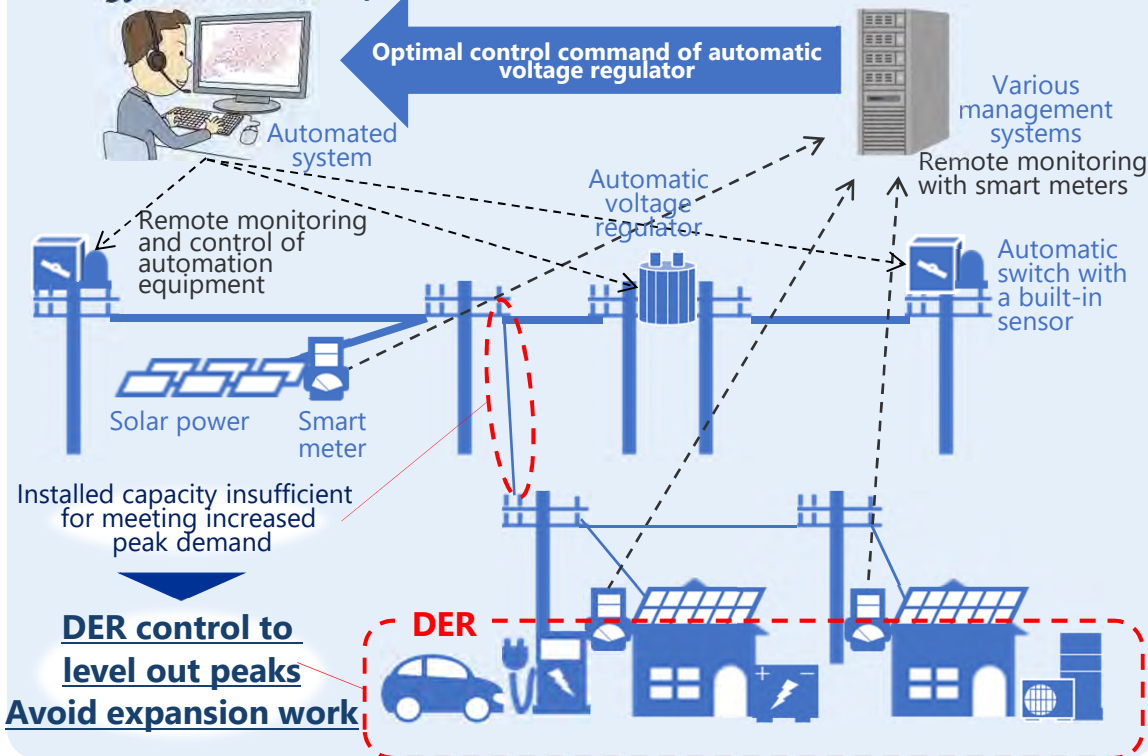 Optimal control command of automatic
voltage regulator
Automated
system
Various
management
systems
Remote monitoring
with smart meters
Automatic
voltage
regulator
Remote monitoring
and control of
automation
equipment
Automatic
switch with
a built-in
sensor
Solar power
Smart
meter
Installed capacity insufficient
for meeting increased
peak demand
DER control to
level out peaks
Avoid expansion work
DER